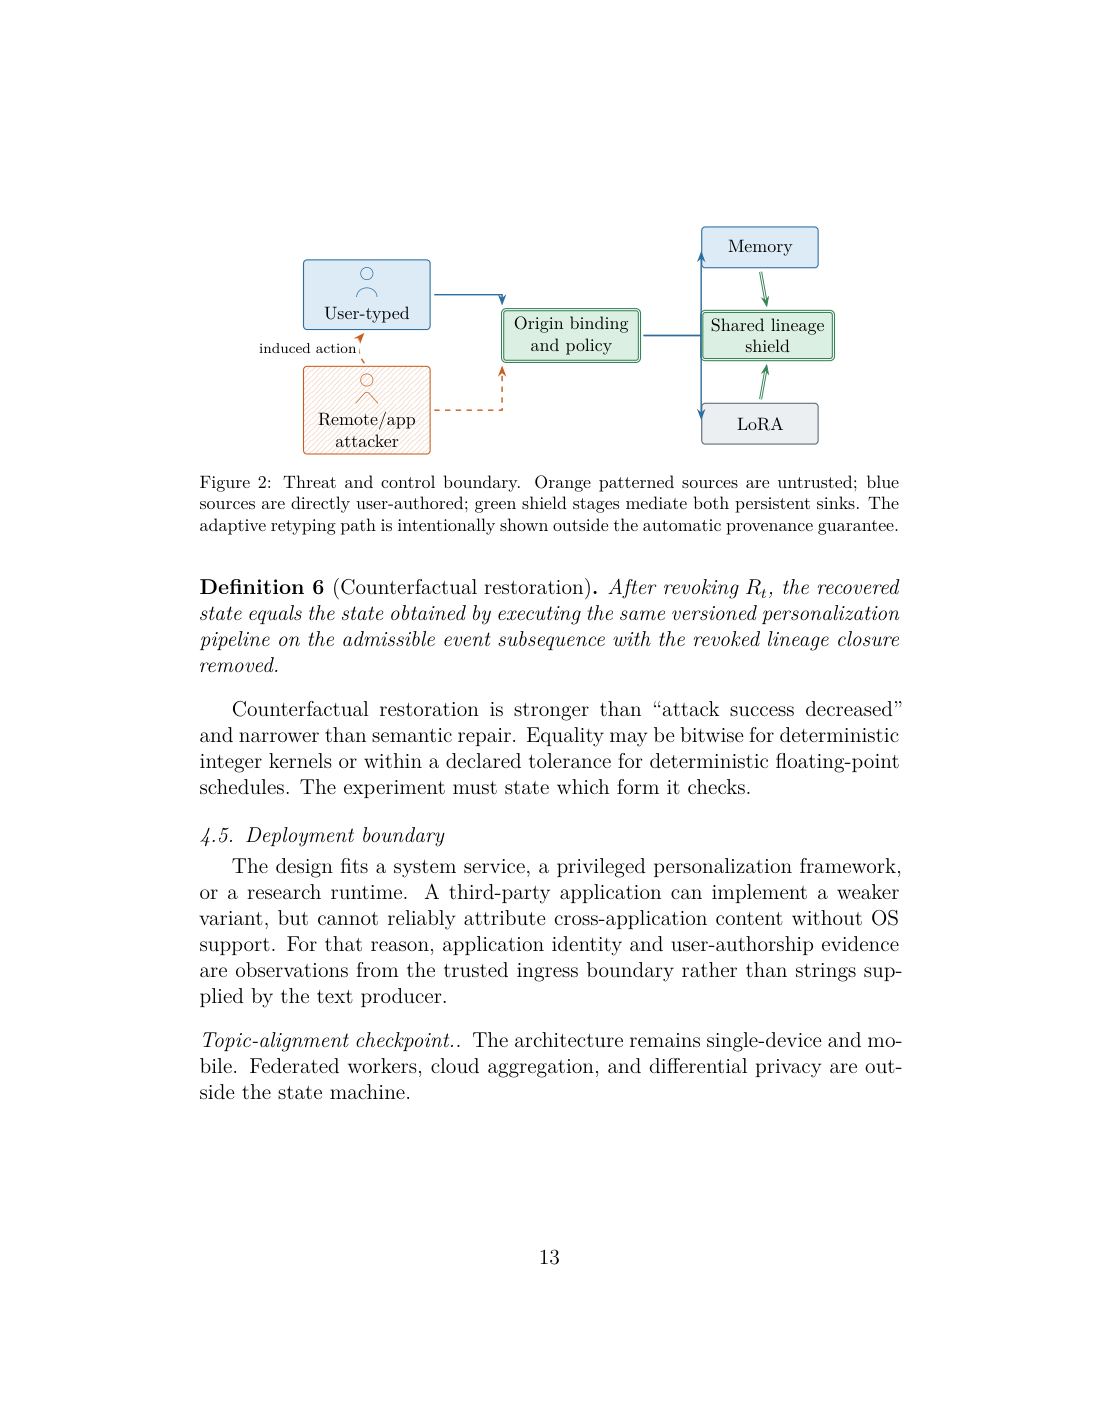 Memory
User-typed
Origin binding
and policy
Shared lineage
shield
induced action
Remote/app
attacker
LoRA
Figure 2: Threat and control boundary. Orange patterned sources are untrusted; blue
sources are directly user-authored; green shield stages mediate both persistent sinks. The
adaptive retyping path is intentionally shown outside the automatic provenance guarantee.
Definition 6 (Counterfactual restoration). After revoking Rt, the recovered
state equals the state obtained by executing the same versioned personalization
pipeline on the admissible event subsequence with the revoked lineage closure
removed.
Counterfactual restoration is stronger than “attack success decreased”
and narrower than semantic repair. Equality may be bitwise for deterministic
integer kernels or within a declared tolerance for deterministic floating-point
schedules. The experiment must state which form it checks.
4.5. Deployment boundary
The design fits a system service, a privileged personalization framework,
or a research runtime. A third-party application can implement a weaker
variant, but cannot reliably attribute cross-application content without OS
support. For that reason, application identity and user-authorship evidence
are observations from the trusted ingress boundary rather than strings sup-
plied by the text producer.
Topic-alignment checkpoint.. The architecture remains single-device and mo-
bile. Federated workers, cloud aggregation, and differential privacy are out-
side the state machine.
13